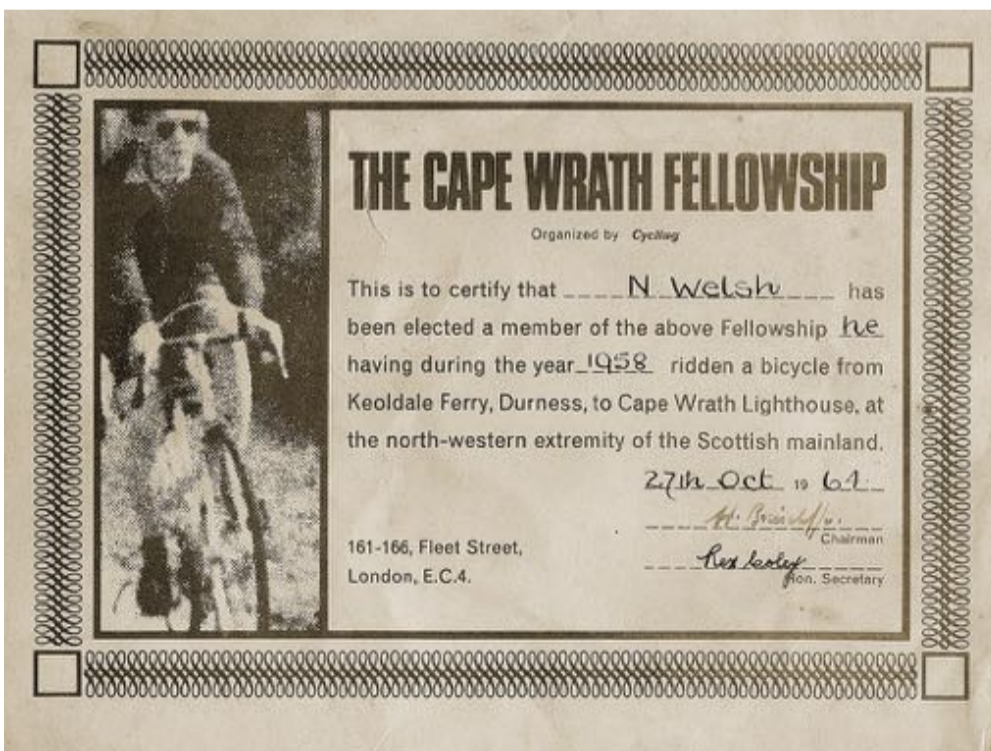 THE CAPE WRATH FELLOWSHIP
Organized by Cycling
This is to certify that N Welsh has
been elected a member of the above Fellowship he
having during the year 1958 ridden a bicycle from
Keoldale Ferry, Durness, to Cape Wrath Lighthouse, at
the north-western extremity of the Scottish mainland.
27th Oct 19 61
Chairman
161-166, Fleet Street,
London, E.C.4.
Rex Coley
Hon. Secretary